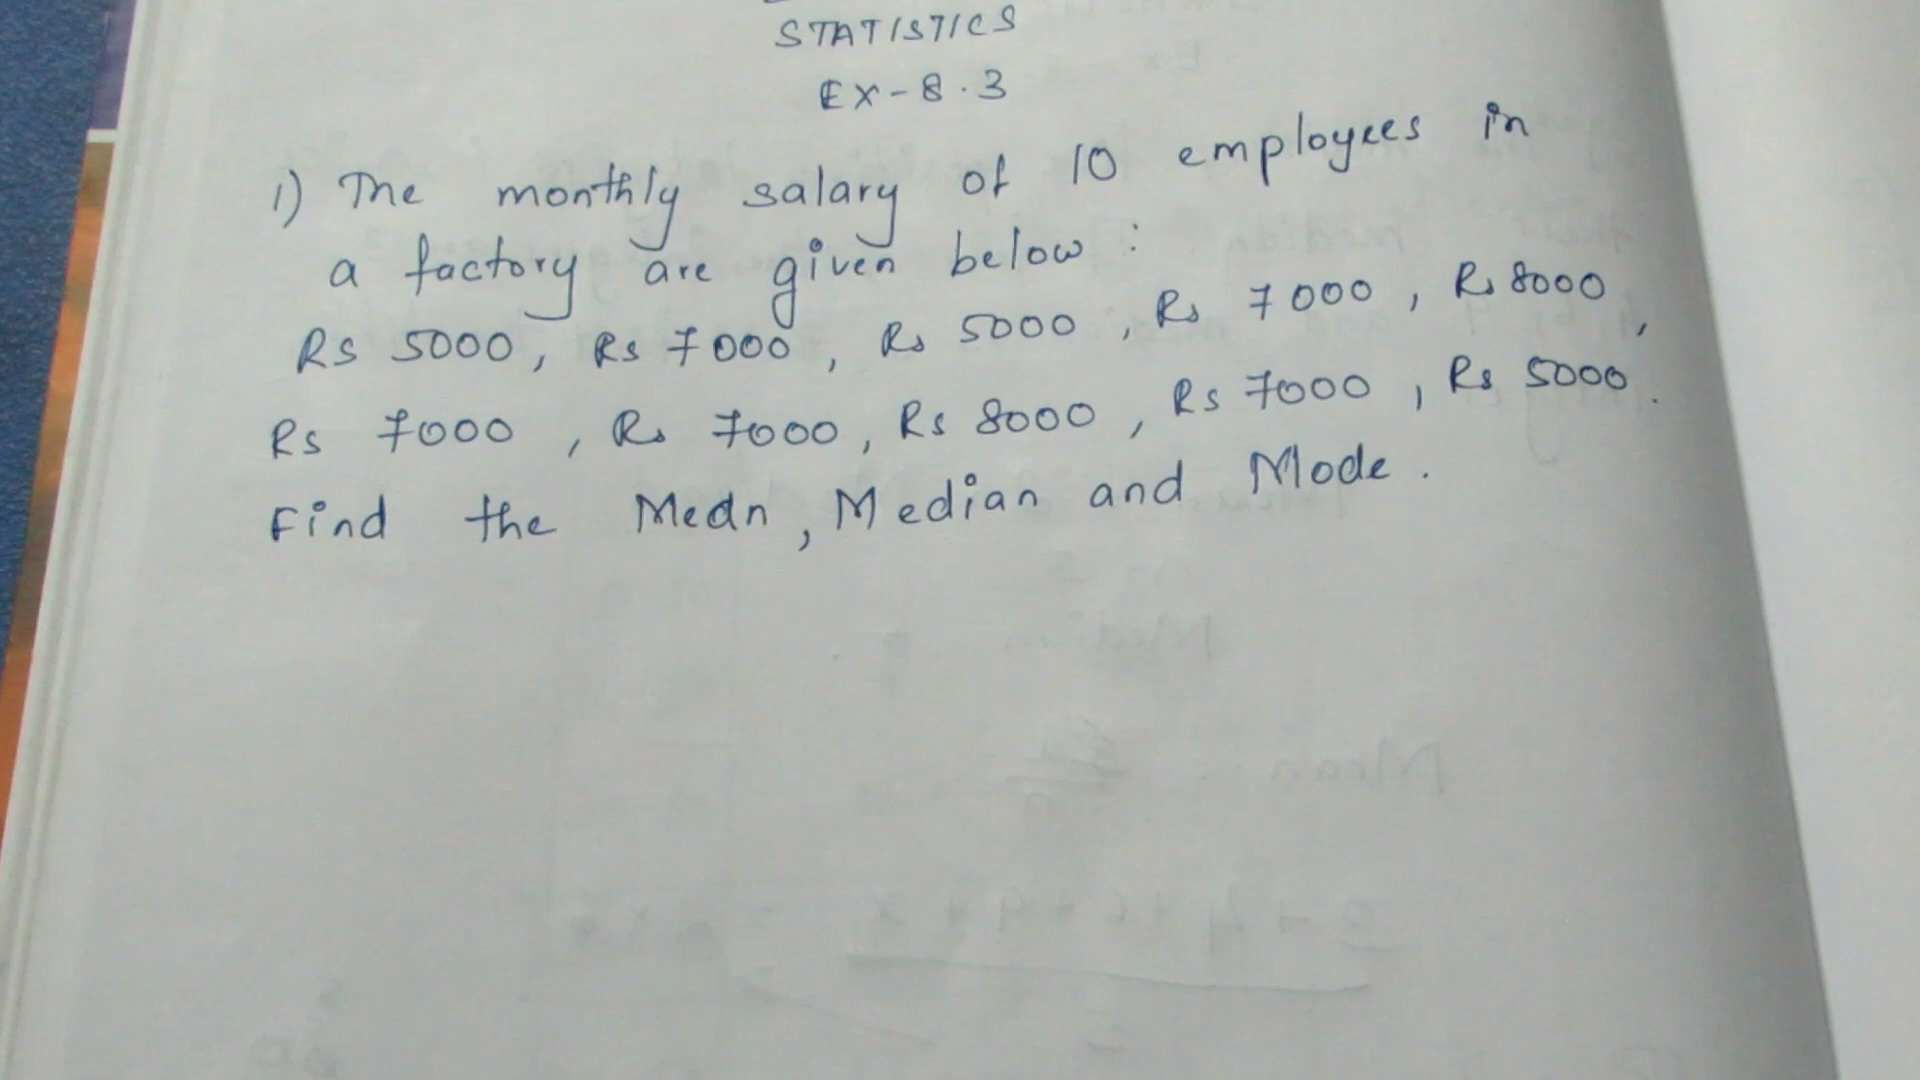 STATISTICS
EX-8.3
1) The monthly salary of 10 employees in
a factory are given below :
Rs 5000, Rs 7000, Rs 5000, Rs 7000, Rs 8000,
Rs 7000, Rs 7000, Rs 8000, Rs 7000, Rs 5000.
Find the Mean, Median and Mode.